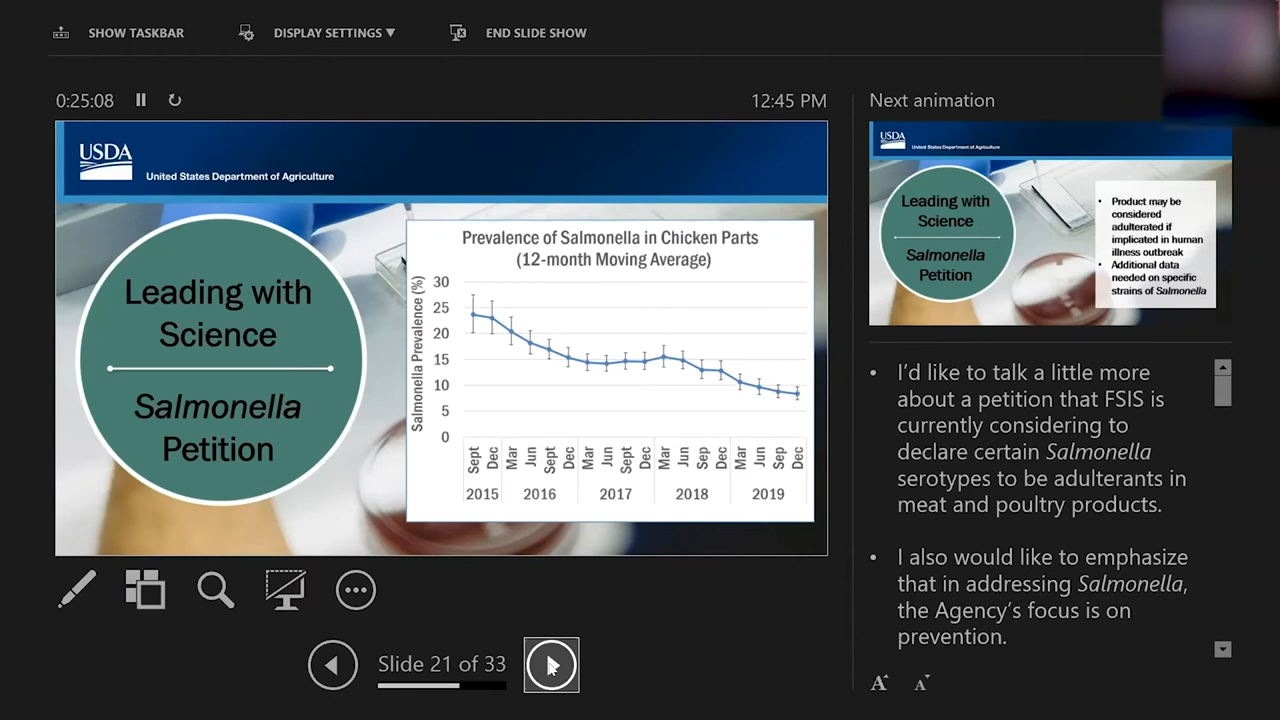 SHOW TASKBAR
DISPLAY SETTINGS ▼
END SLIDE SHOW
0:25:08
12:45 PM
USDA
United States Department of Agriculture
Leading with
Science
Salmonella
Petition
Prevalence of Salmonella in Chicken Parts
(12-month Moving Average)
Salmonella Prevalence (%)
30
25
20
15
10
5
0
Sept Dec Mar Jun Sept Dec Mar Jun Sept Dec Mar Jun Sep Dec Mar Jun Sep Dec
2015 2016 2017 2018 2019
Slide 21 of 33
Next animation
USDA
United States Department of Agriculture
Leading with
Science
Salmonella
Petition
• Product may be
considered
adulterated if
implicated in human
illness outbreak
• Additional data
needed on specific
strains of Salmonella
• I'd like to talk a little more
about a petition that FSIS is
currently considering to
declare certain Salmonella
serotypes to be adulterants in
meat and poultry products.
• I also would like to emphasize
that in addressing Salmonella,
the Agency's focus is on
prevention.
A A